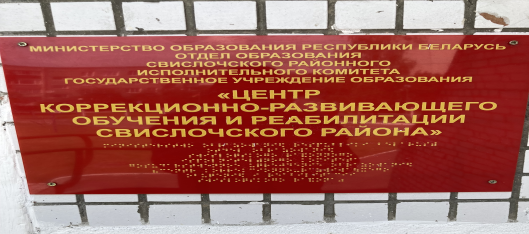 МИНИСТЕРСТВО ОБРАЗОВАНИЯ РЕСПУБЛИКИ БЕЛАРУСЬ
ОТДЕЛ ОБРАЗОВАНИЯ
СВИСЛОЧСКОГО РАЙОННОГО
ИСПОЛНИТЕЛЬНОГО КОМИТЕТА
ГОСУДАРСТВЕННОЕ УЧРЕЖДЕНИЕ ОБРАЗОВАНИЯ
«ЦЕНТР
КОРРЕКЦИОННО-РАЗВИВАЮЩЕГО
ОБУЧЕНИЯ И РЕАБИЛИТАЦИИ
СВИСЛОЧСКОГО РАЙОНА»